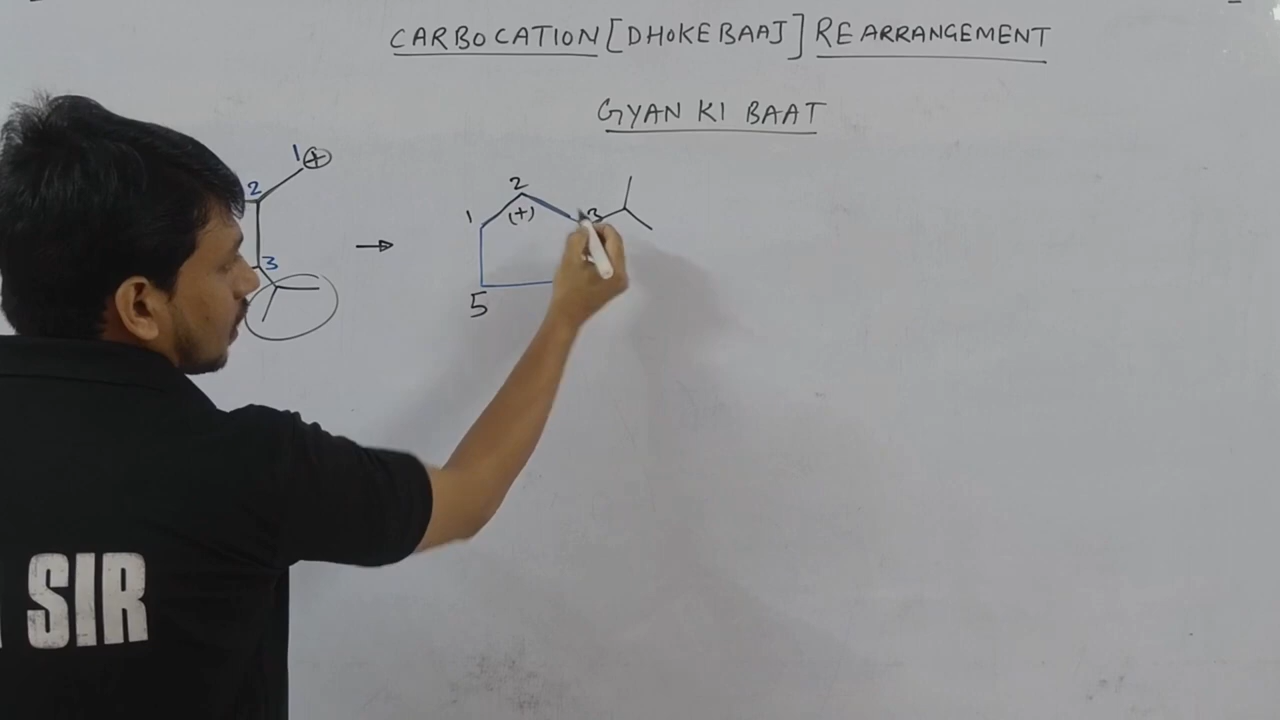 CARBOCATION [DHOKEBAAJ] REARRANGEMENT
GYAN KI BAAT
1 (+)
2
3
2
1 (+) 3
5
SIR